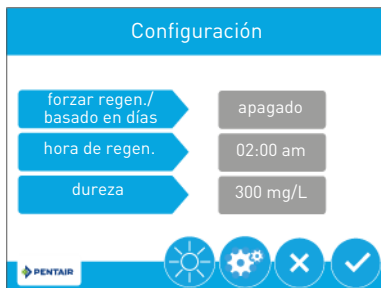 Configuración
forzar regen./
basado en días
apagado
hora de regen.
02:00 am
dureza
300 mg/L
PENTAIR